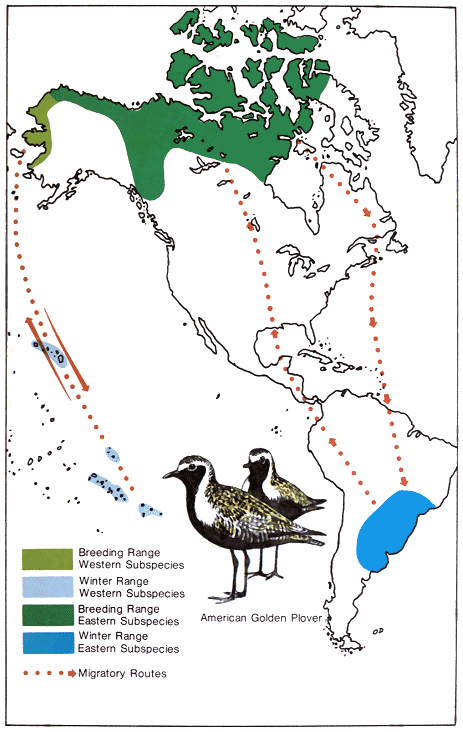 American Golden Plover
Breeding Range
Western Subspecies
Winter Range
Western Subspecies
Breeding Range
Eastern Subspecies
Winter Range
Eastern Subspecies
Migratory Routes